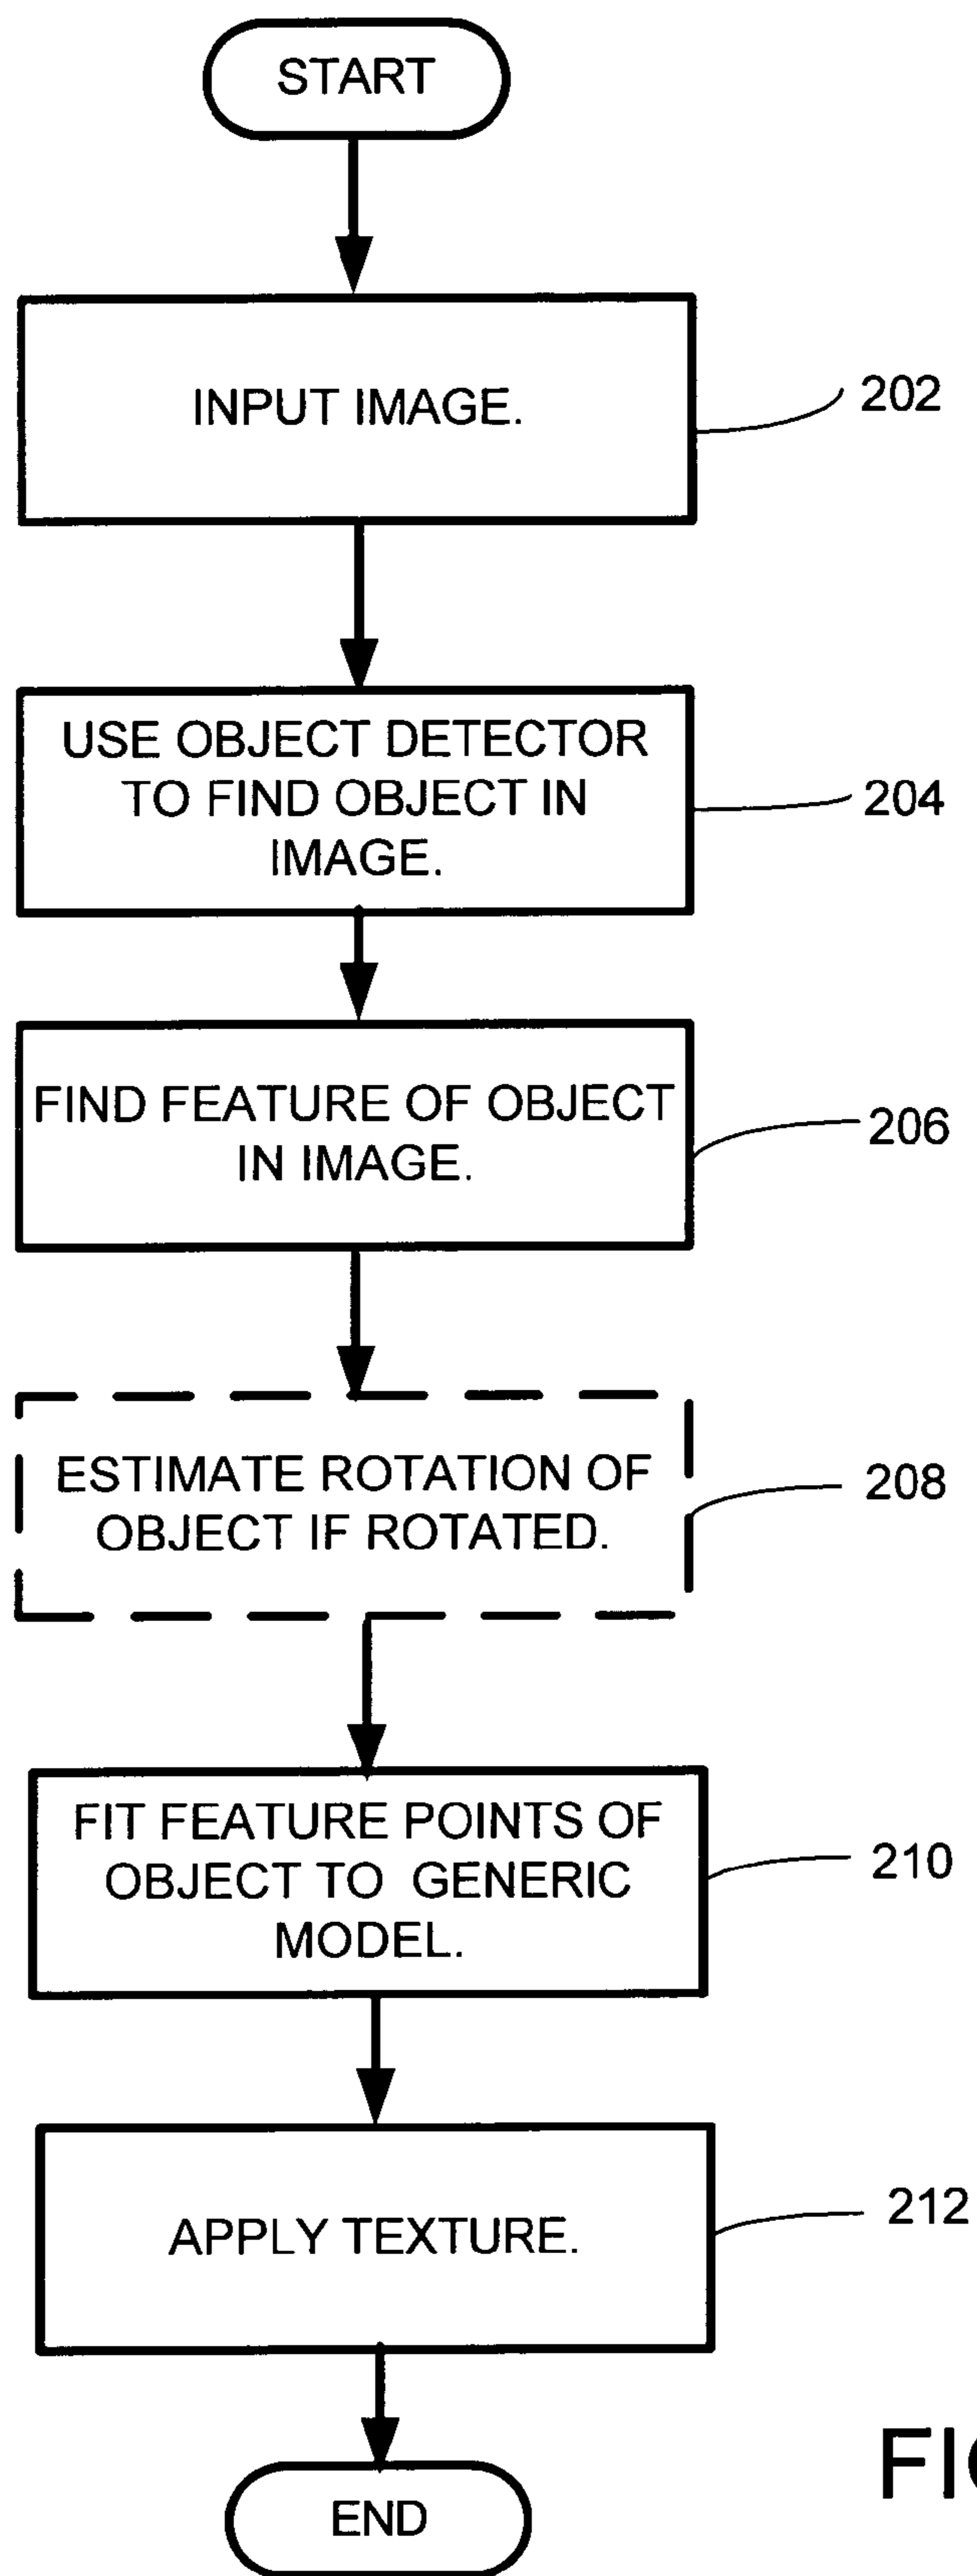 START
INPUT IMAGE.
202
USE OBJECT DETECTOR
TO FIND OBJECT IN
IMAGE.
204
FIND FEATURE OF OBJECT
IN IMAGE.
206
ESTIMATE ROTATION OF
OBJECT IF ROTATED.
208
FIT FEATURE POINTS OF
OBJECT TO GENERIC
MODEL.
210
APPLY TEXTURE.
212
END